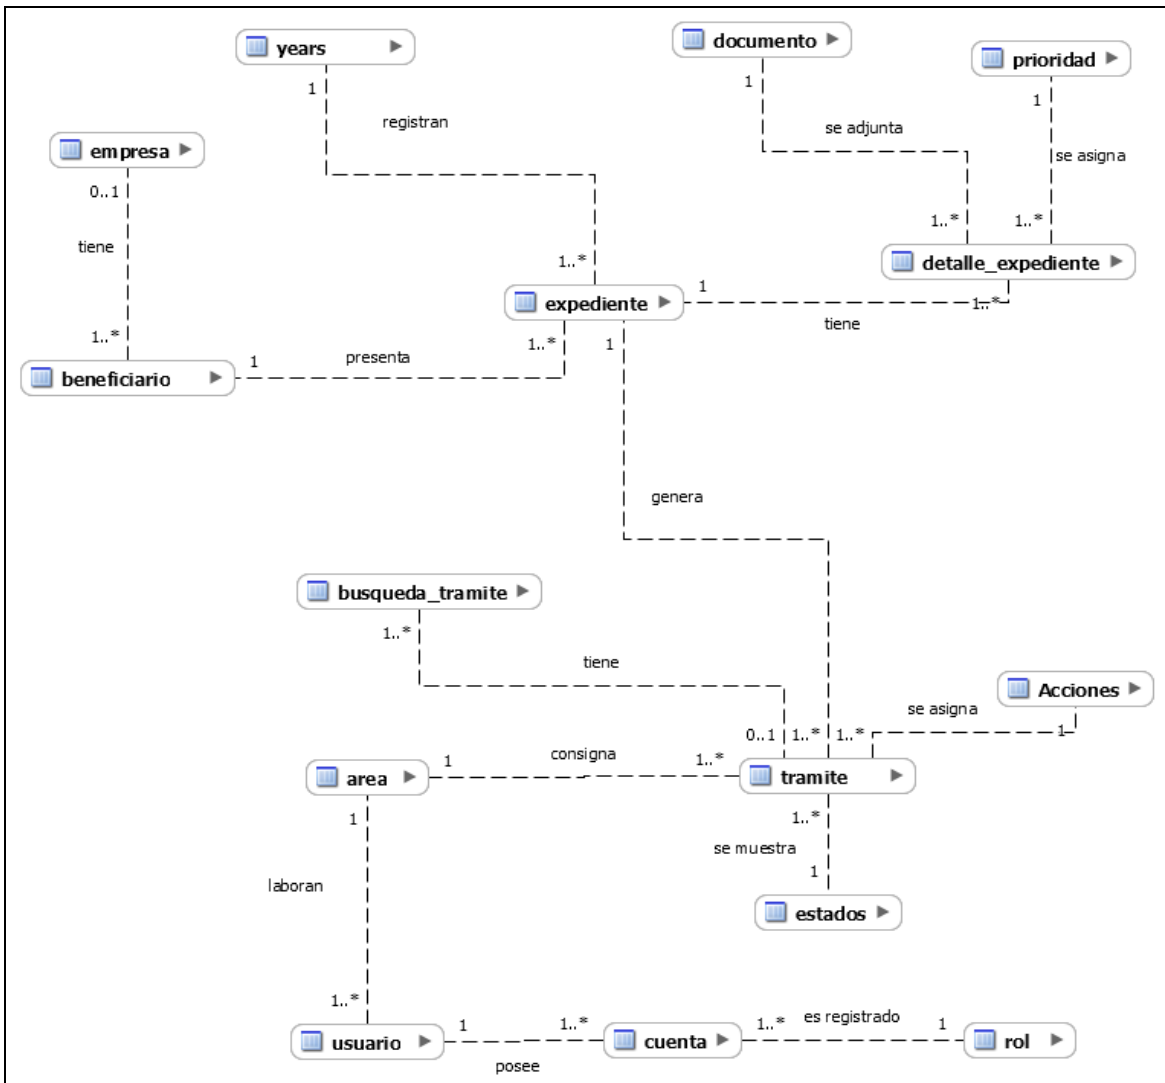 years
documento
prioridad
1
1
1
registran
se adjunta
empresa
se asigna
0..1
tiene
1..*
1..*
1..*
detalle_expediente
expediente
1
1..*
tiene
1..*
1..*
1
beneficiario
1
presenta
genera
busqueda_tramite
1..*
tiene
Acciones
se asigna
1
0..1
1..*
1..*
area
1
consigna
1..*
tramite
1
1..*
se muestra
1
laboran
estados
1..*
usuario
1
posee
1..*
cuenta
1..*
es registrado
1
rol